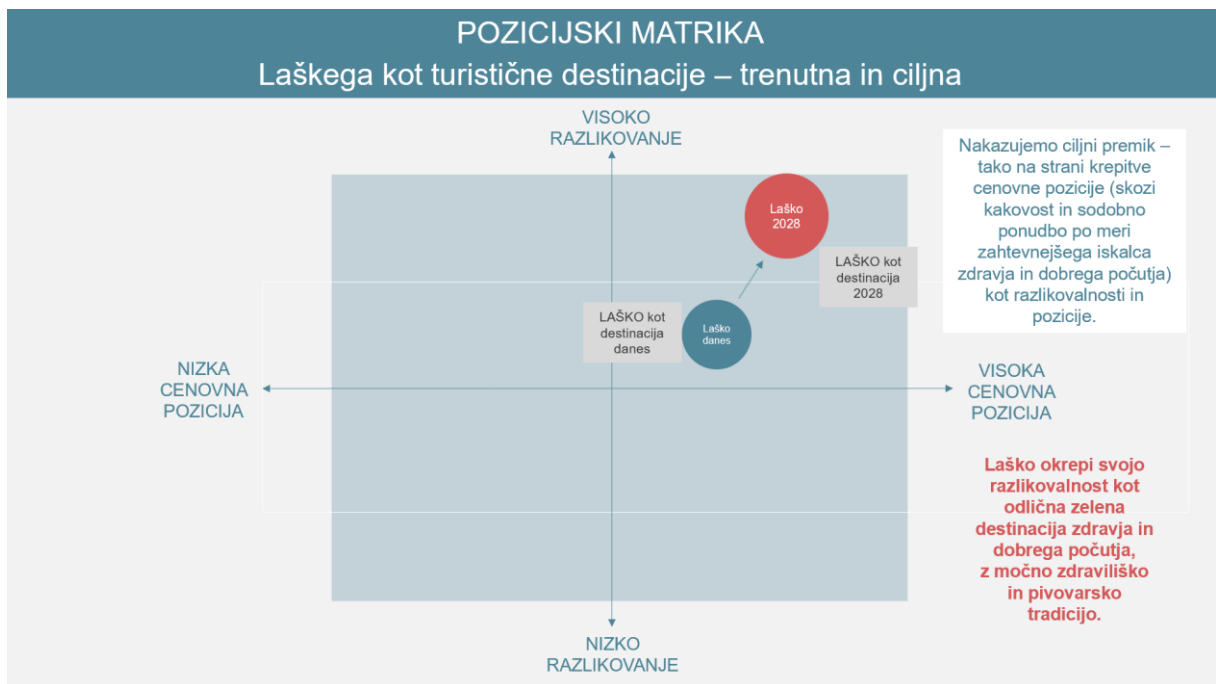 POZICIJSKI MATRIKA
Laškega kot turistične destinacije – trenutna in ciljna
VISOKO
RAZLIKOVANJE
Nakazujemo ciljni premik –
tako na strani krepitve
cenovne pozicije (skozi
kakovost in sodobno
ponudbo po meri
zahtevnejšega iskalca
zdravja in dobrega počutja)
kot razlikovalnosti in
pozicije.
Laško
2028
LAŠKO kot
destinacija
2028
LAŠKO kot
destinacija
danes
Laško
danes
NIZKA
CENOVNA
POZICIJA
VISOKA
CENOVNA
POZICIJA
Laško okrepi svojo
razlikovalnost kot
odlična zelena
destinacija zdravja in
dobrega počutja,
z močno zdraviliško
in pivovarsko
tradicijo.
NIZKO
RAZLIKOVANJE